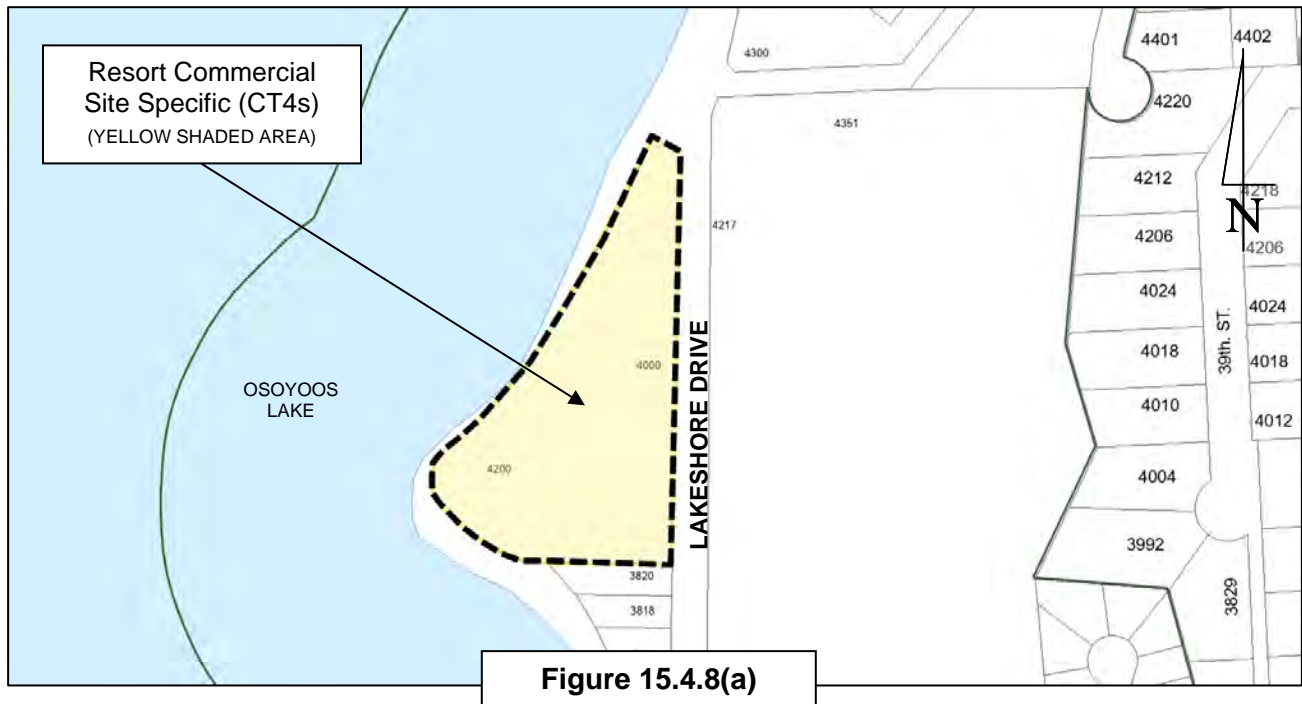 Resort Commercial
Site Specific (CT4s)
(YELLOW SHADED AREA)
4300
4401
4402
4351
4220
4212
4218
N
4217
4206
4206
4024
4024
39th. ST.
4000
LAKESHORE DRIVE
4018
4018
OSOYOOS
LAKE
4010
4012
4200
4004
3992
3820
3818
3829
Figure 15.4.8(a)